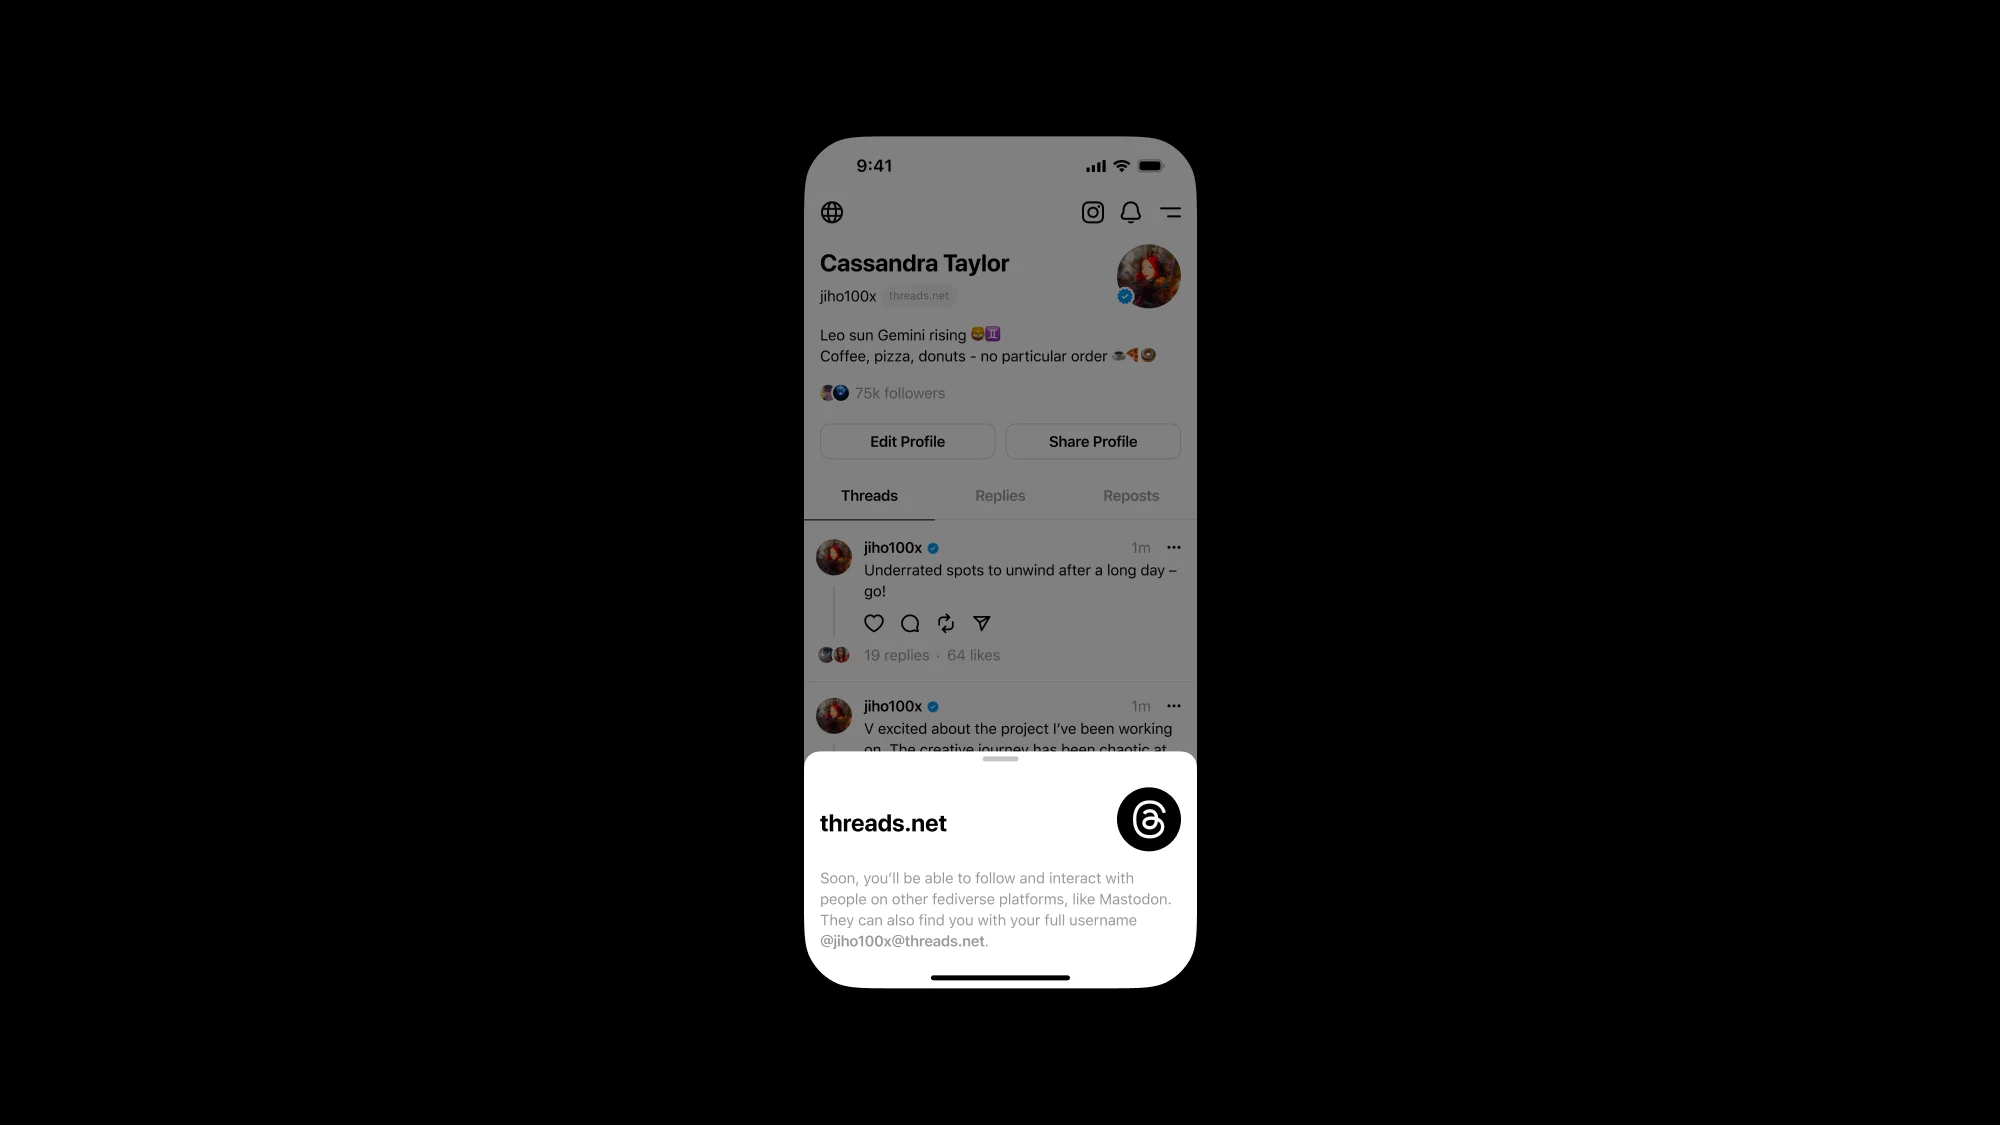 9:41
Cassandra Taylor
jiho100x threads.net
Leo sun Gemini rising 🦁♊
Coffee, pizza, donuts - no particular order ☕🍕🍩
75k followers
Edit Profile Share Profile
Threads Replies Reposts
jiho100x 1m
Underrated spots to unwind after a long day –
go!
19 replies · 64 likes
jiho100x 1m
V excited about the project I’ve been working
on. The creative journey has been chaotic at
threads.net
Soon, you’ll be able to follow and interact with
people on other fediverse platforms, like Mastodon.
They can also find you with your full username
@jiho100x@threads.net.